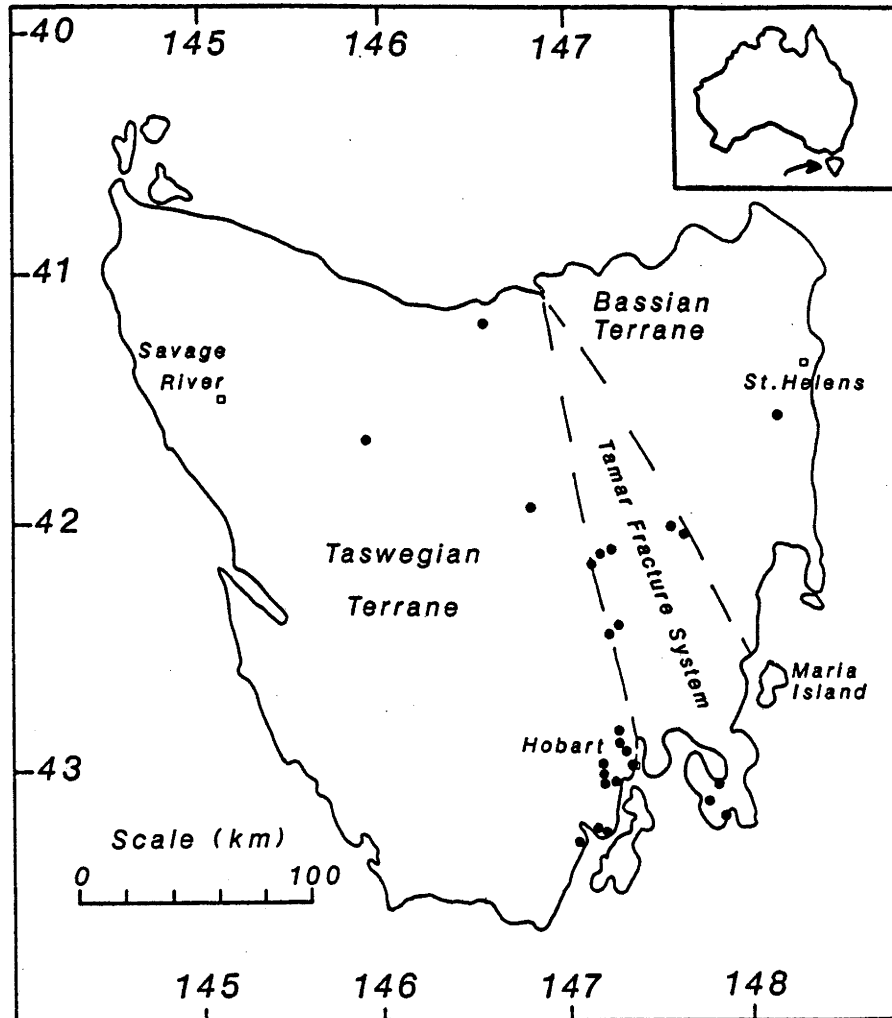 -40
145
146
147
-41
Bassian
Terrane
Savage
River
St.Helens
-42
Tamar Fracture System
Taswegian
Terrane
Maria
Island
Hobart
-43
Scale (km)
0
100
145
146
147
148